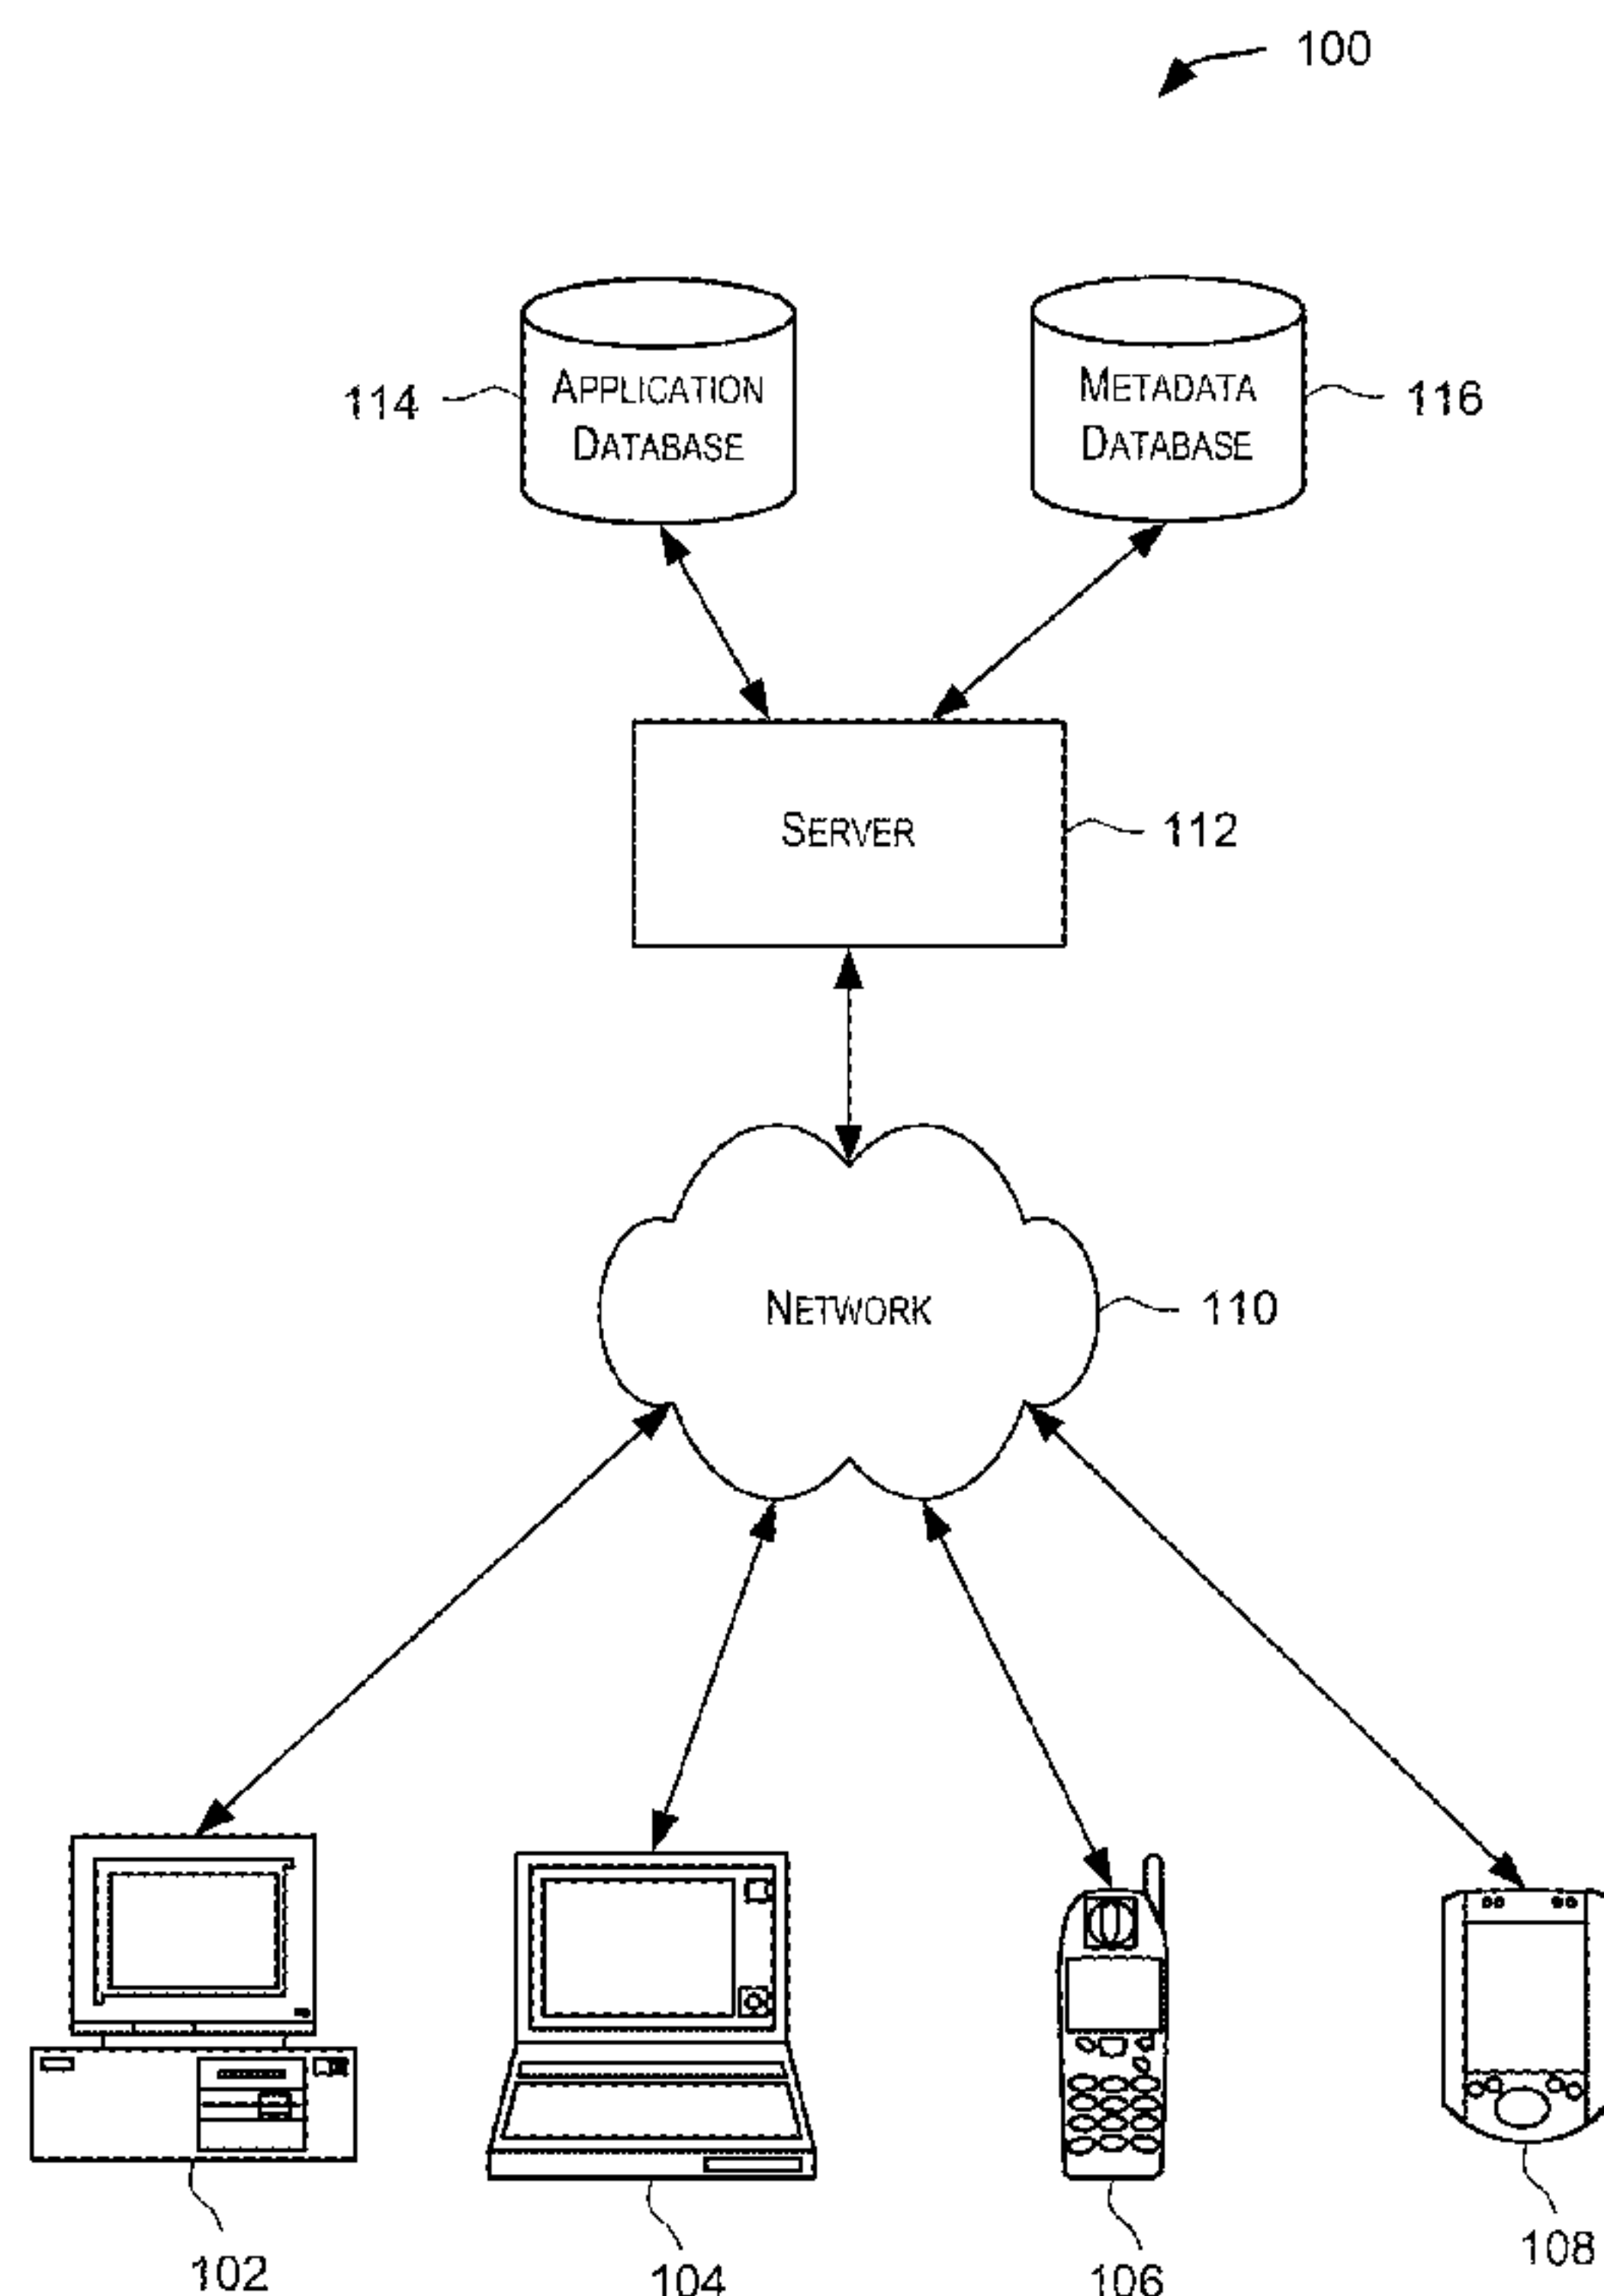 100
114
APPLICATION
DATABASE
METADATA
DATABASE
116
SERVER
112
NETWORK
110
102
104
106
108